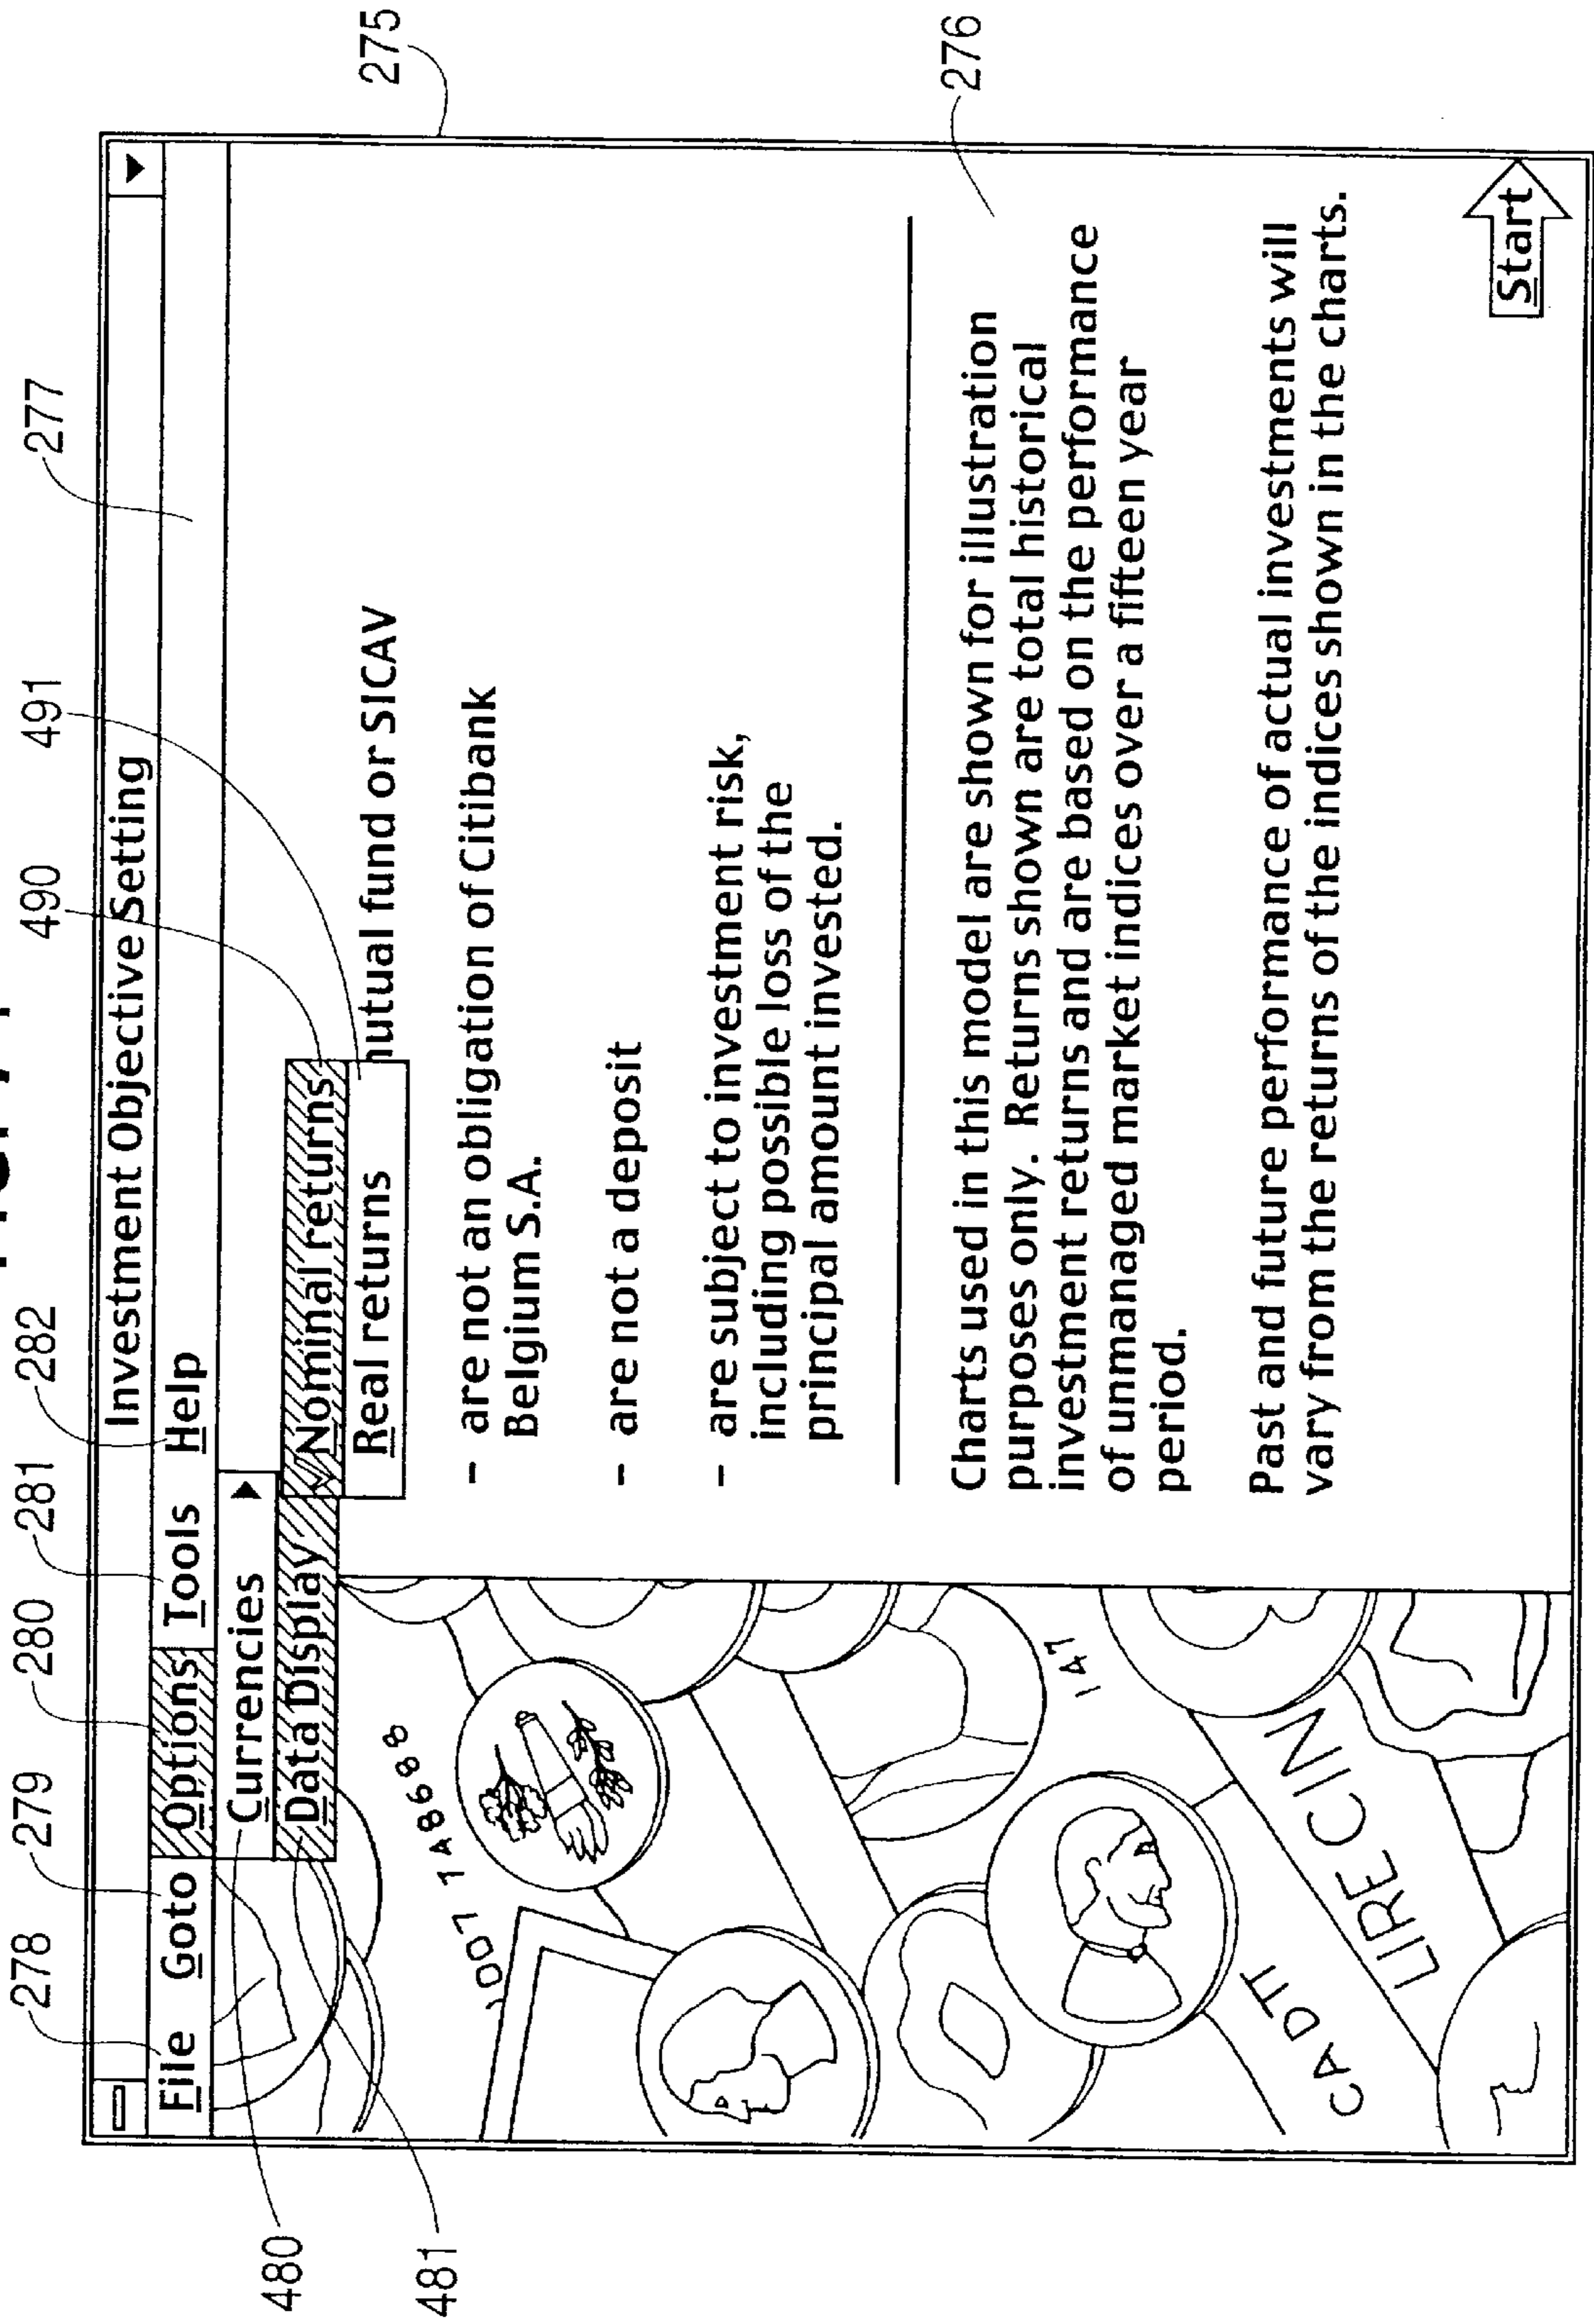 278 279 280 281 282 490 491 277
Investment Objective Setting
File Goto Options Tools Help
Currencies
Data Display
Nominal returns
Real returns
mutual fund or SICAV
- are not an obligation of Citibank
Belgium S.A.
- are not a deposit
- are subject to investment risk,
including possible loss of the
principal amount invested.
Charts used in this model are shown for illustration
purposes only. Returns shown are total historical
investment returns and are based on the performance
of unmanaged market indices over a fifteen year
period.
Past and future performance of actual investments will
vary from the returns of the indices shown in the charts.
Start
480
481
275
276
748688
147
CADTI
LIRECIN